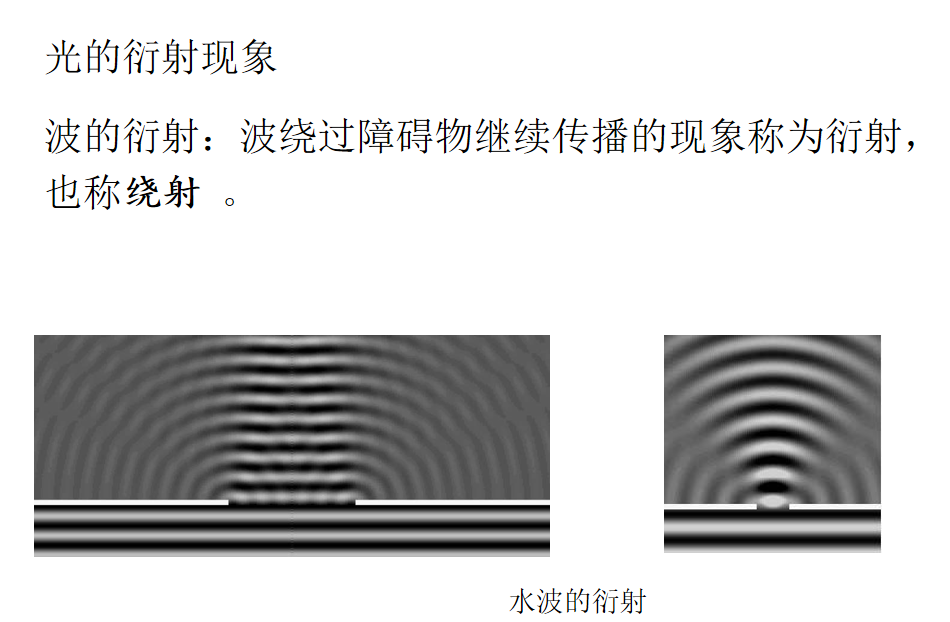 光的衍射现象
波的衍射：波绕过障碍物继续传播的现象称为衍射，
也称绕射 。
水波的衍射